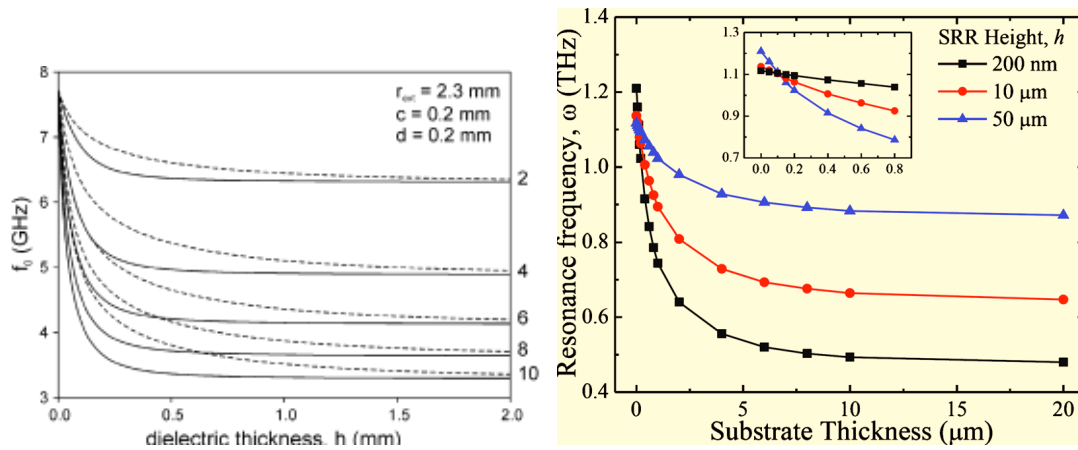 8
7
6
5
4
3
f₀ (GHz)
r_ext = 2.3 mm
c = 0.2 mm
d = 0.2 mm
2
4
6
8
10
0.0 0.5 1.0 1.5 2.0
dielectric thickness, h (mm)
1.4
1.2
1.0
0.8
0.6
0.4
Resonance frequency, ω (THz)
1.3
1.1
0.9
0.7
0.0 0.2 0.4 0.6 0.8
SRR Height, h
200 nm
10 μm
50 μm
0 5 10 15 20
Substrate Thickness (μm)